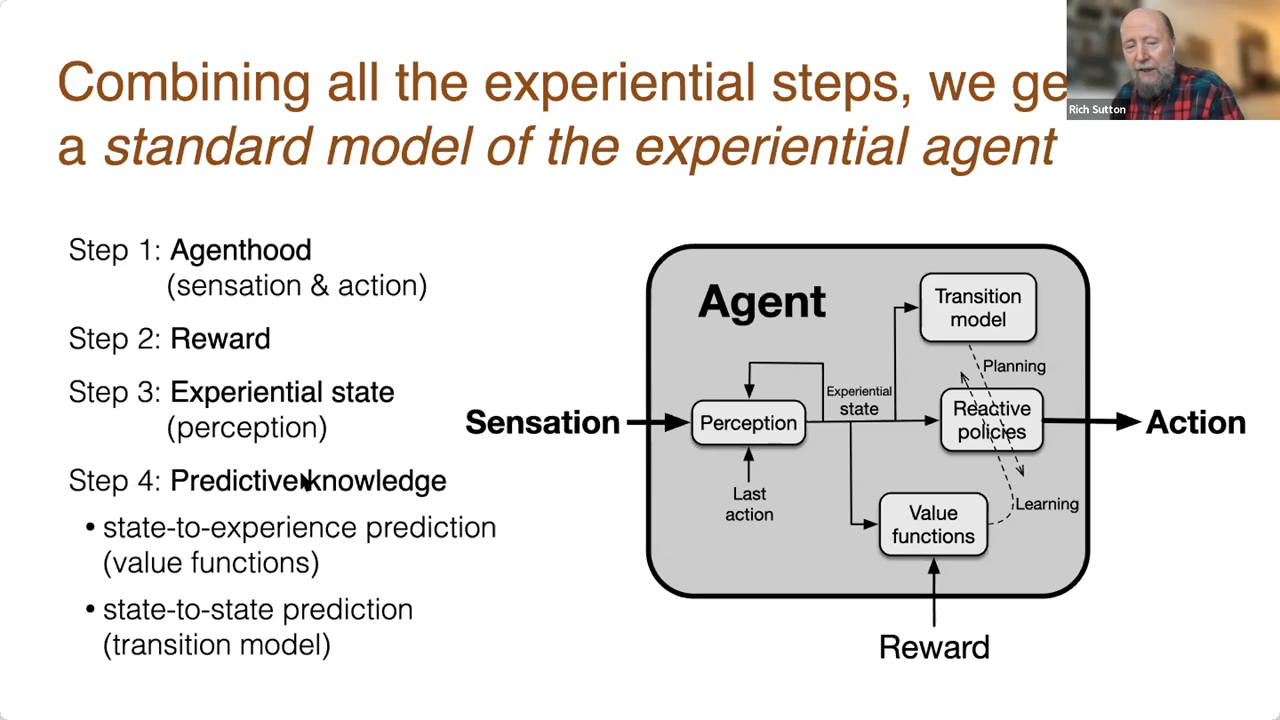 Combining all the experiential steps, we ge
a standard model of the experiential agent
Rich Sutton
Step 1: Agenthood
(sensation & action)
Step 2: Reward
Step 3: Experiential state
(perception)
Step 4: Predictive knowledge
• state-to-experience prediction
(value functions)
• state-to-state prediction
(transition model)
Agent
Transition
model
Planning
Experiential
state
Sensation
Perception
Reactive
policies
Action
Last
action
Learning
Value
functions
Reward